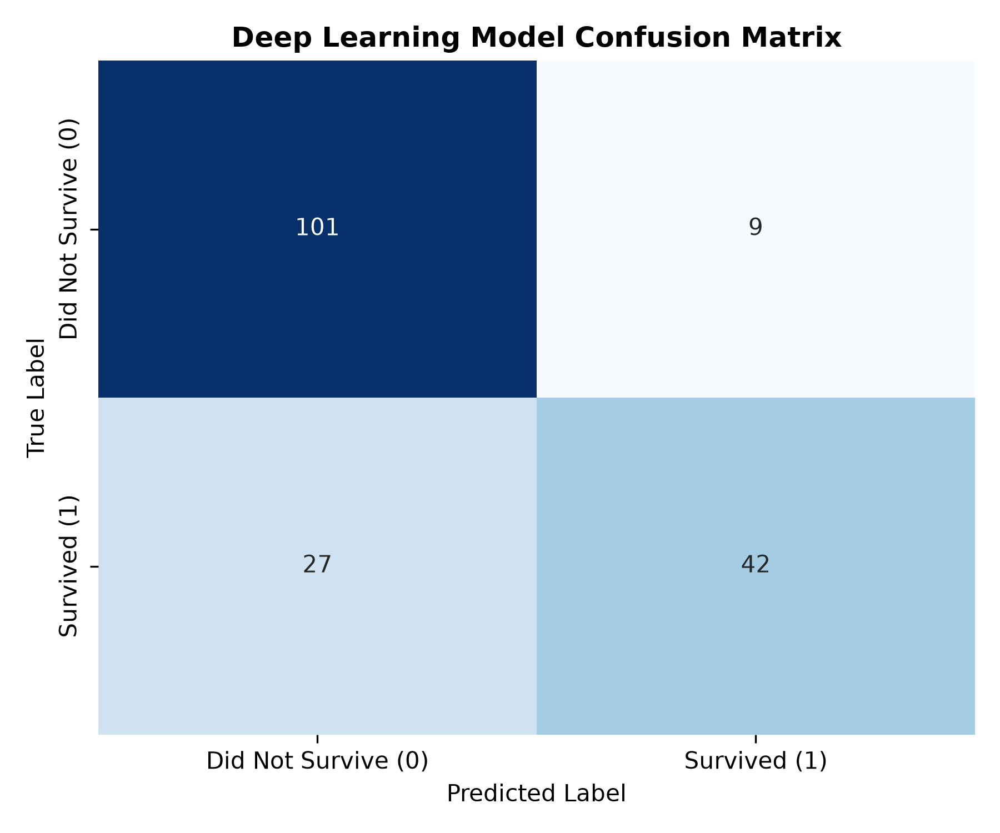 Deep Learning Model Confusion Matrix
True Label
Did Not Survive (0)
101
9
Survived (1)
27
42
Did Not Survive (0)
Survived (1)
Predicted Label